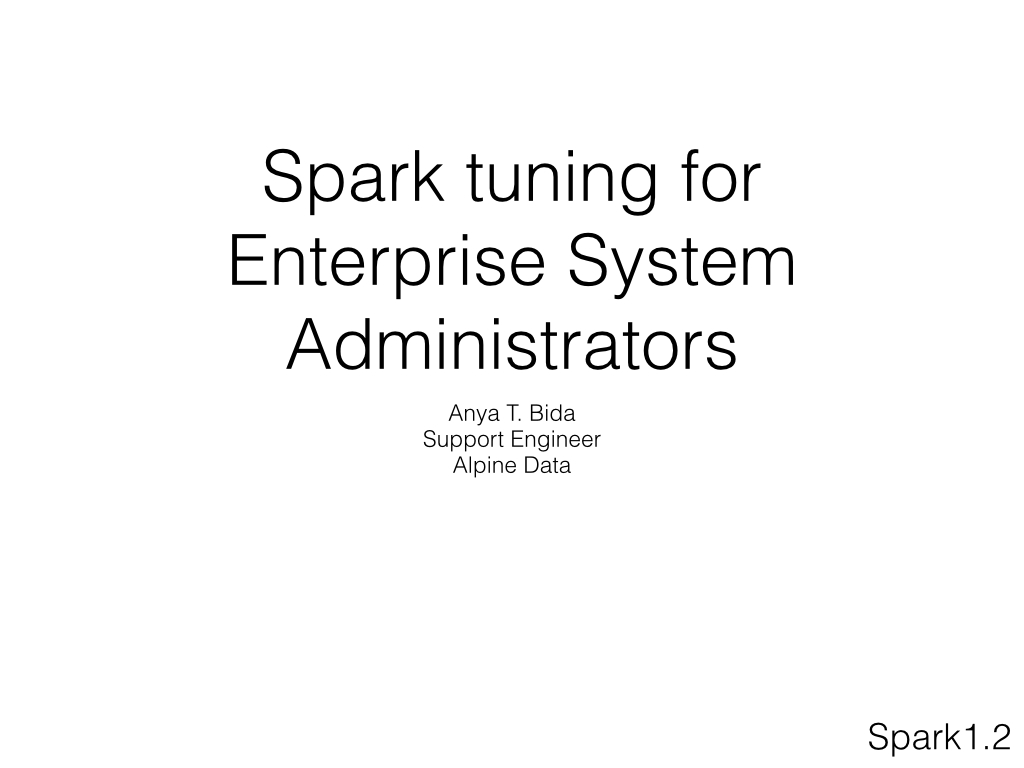 Spark tuning for
Enterprise System
Administrators
Anya T. Bida
Support Engineer
Alpine Data
Spark1.2